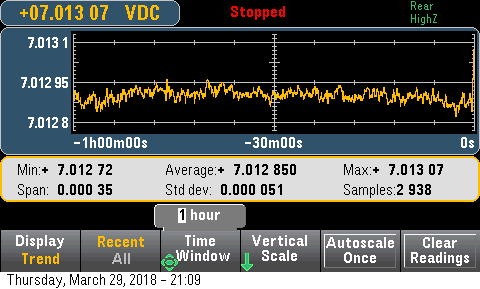 +07.013 07 VDC
Stopped
Rear
HighZ
7.013 1
7.012 95
7.012 8
-1h00m00s -30m00s 0s
Min:+ 7.012 72 Average:+ 7.012 850 Max:+ 7.013 07
Span: 0.000 35 Std dev: 0.000 051 Samples:2 938
1 hour
Display
Trend
Recent
All
Time
Window
Vertical
Scale
Autoscale
Once
Clear
Readings
Thursday, March 29, 2018 - 21:09